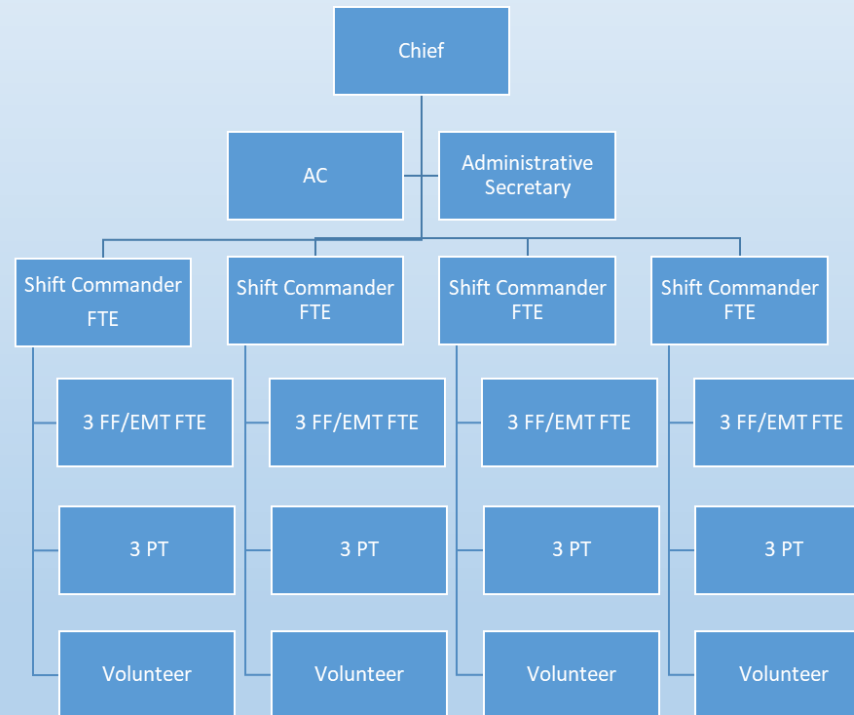 Chief
AC
Administrative
Secretary
Shift Commander
FTE
Shift Commander
FTE
Shift Commander
FTE
Shift Commander
FTE
3 FF/EMT FTE
3 FF/EMT FTE
3 FF/EMT FTE
3 FF/EMT FTE
3 PT
3 PT
3 PT
3 PT
Volunteer
Volunteer
Volunteer
Volunteer